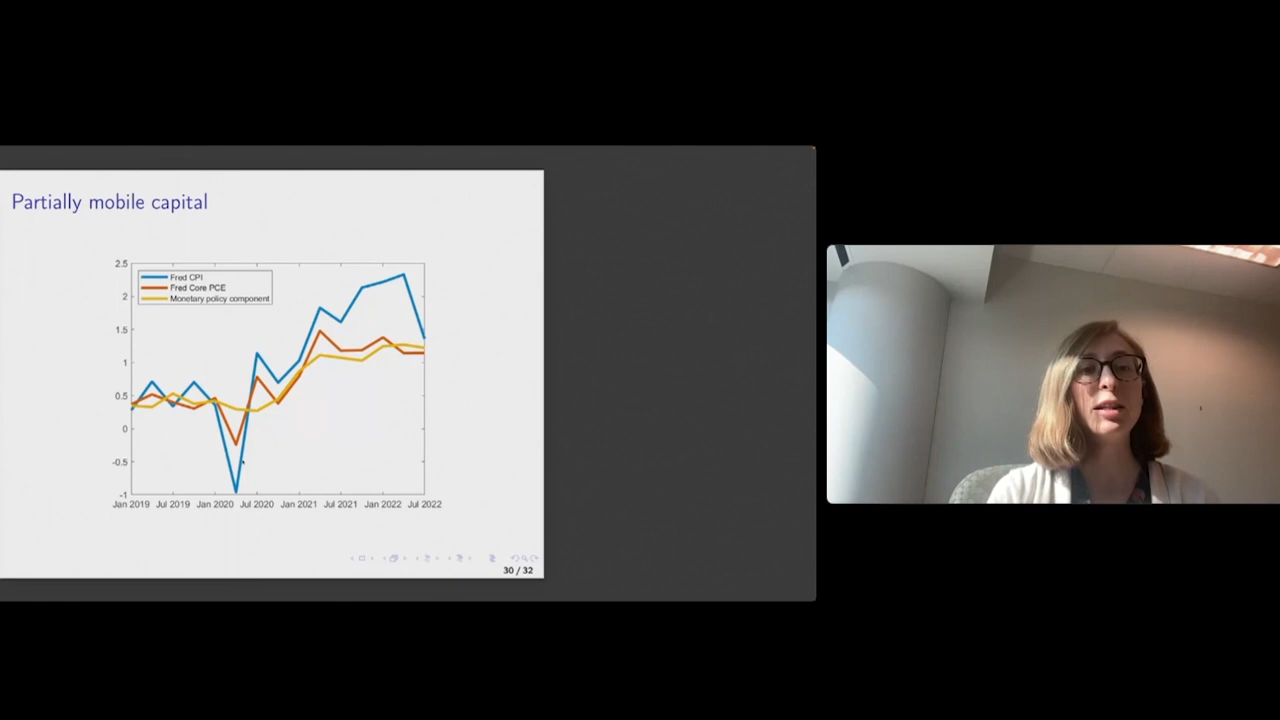 Partially mobile capital
2.5
2
1.5
1
0.5
0
-0.5
-1
Fred CPI
Fred Core PCE
Monetary policy component
Jan 2019 Jul 2019 Jan 2020 Jul 2020 Jan 2021 Jul 2021 Jan 2022 Jul 2022
30 / 32